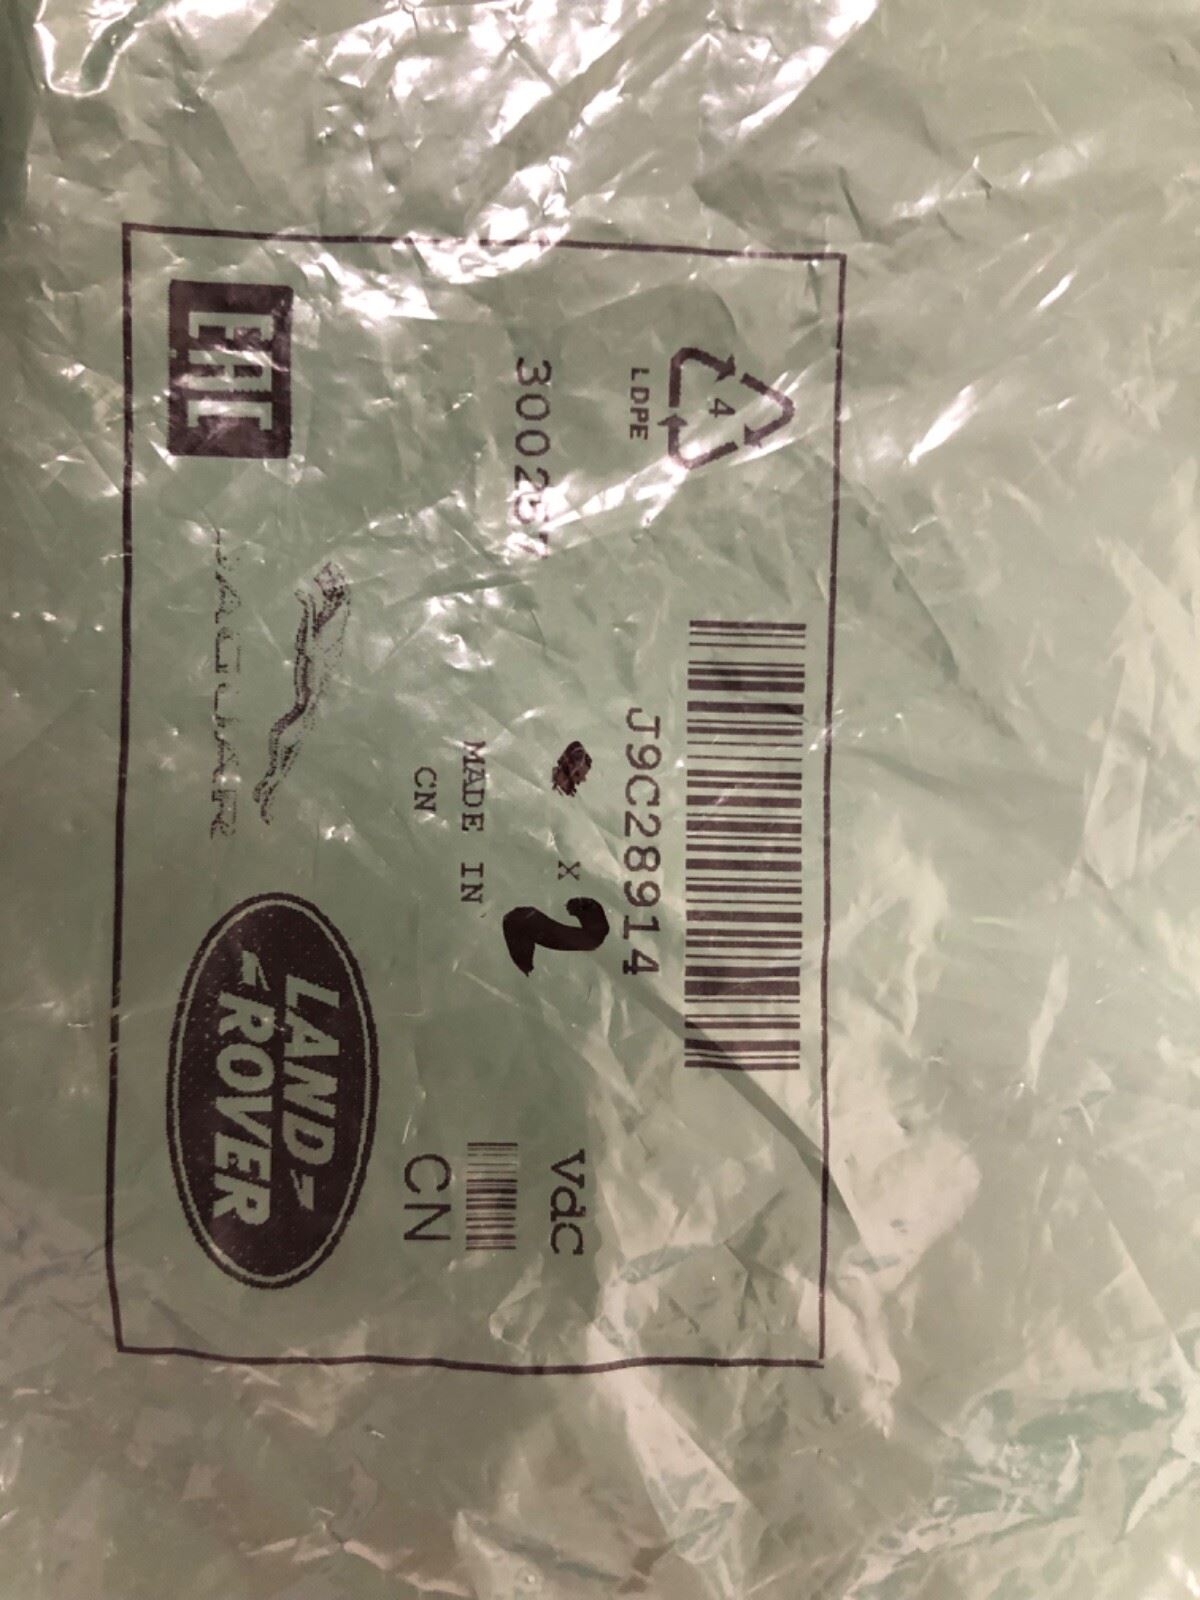 4
LDPE
J9C28914
x 2
Vdc
MADE IN
CN
CN
EAC
JAGUAR
LAND
ROVER